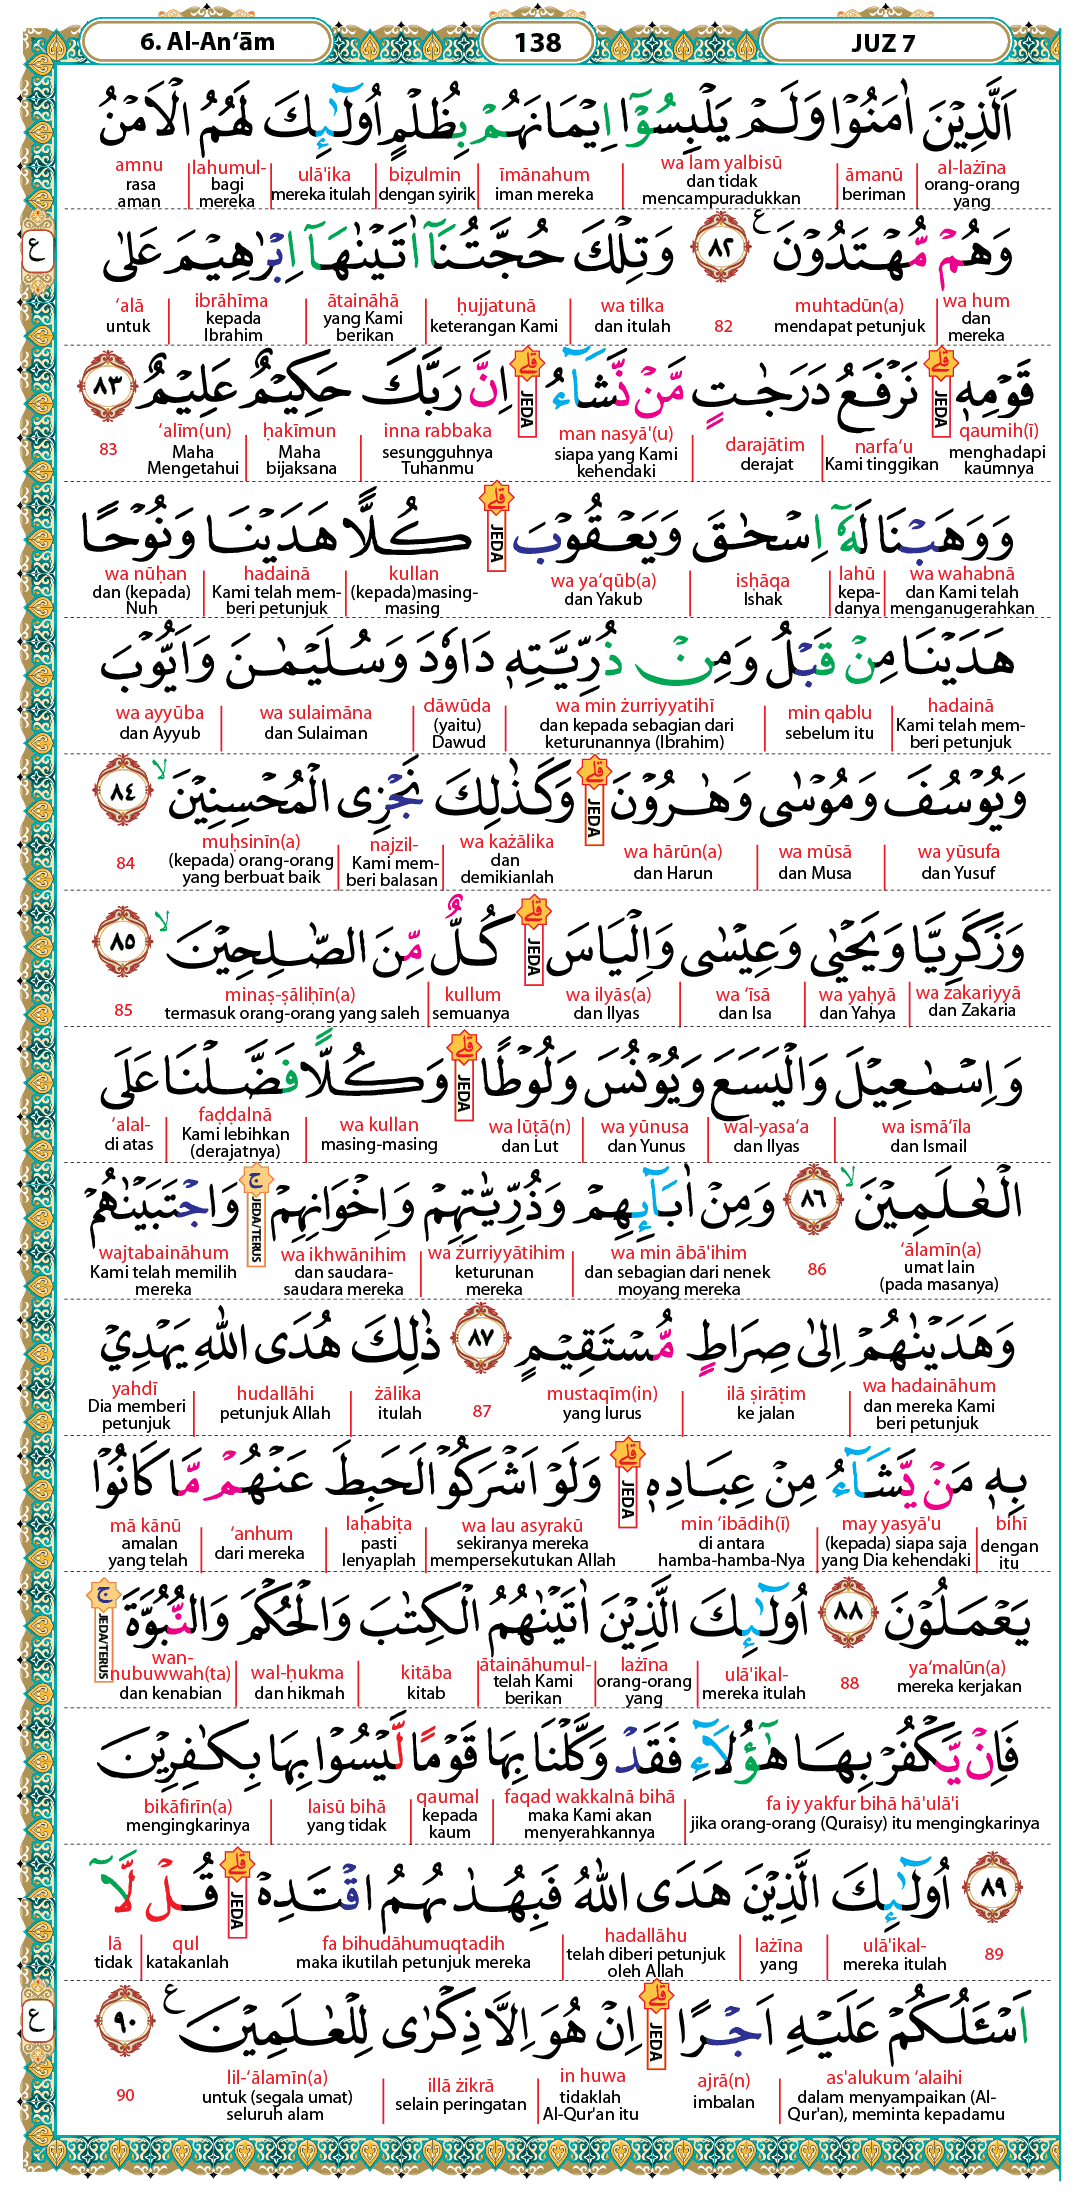 6. Al-An‘ām
138
JUZ 7
اَلَّذِيْنَ اٰمَنُوْا وَلَمْ يَلْبِسُوْٓا اِيْمَانَهُمْ بِظُلْمٍ اُولٰۤىِٕكَ لَهُمُ الْاَمْنُ
al-lażīna āmanū wa lam yalbisū īmānahum biẓulmin ulā'ika lahumul- amnu
orang-orang yang beriman dan tidak mencampuradukkan iman mereka dengan syirik mereka itulah bagi mereka rasa aman
وَهُمْ مُّهْتَدُوْنَ ࣖ ٨٢ وَتِلْكَ حُجَّتُنَآ اٰتَيْنٰهَآ اِبْرٰهِيْمَ عَلٰى
wa hum muhtadūn(a) 82 wa tilka ḥujjatunā ātaināhā ibrāhīma ‘alā
dan mereka mendapat petunjuk dan itulah keterangan Kami yang Kami berikan kepada Ibrahim untuk
قَوْمِهٖ ۗ نَرْفَعُ دَرَجٰتٍ مَّنْ نَّشَاۤءُ ۗ اِنَّ رَبَّكَ حَكِيْمٌ عَلِيْمٌ ٨٣
JEDA JEDA
qaumih(ī) narfa‘u darajātim man nasyā'(u) inna rabbaka ḥakīmun ‘alīm(un) 83
menghadapi kaumnya Kami tinggikan derajat siapa yang Kami kehendaki sesungguhnya Tuhanmu Maha bijaksana Maha Mengetahui
وَوَهَبْنَا لَهٗٓ اِسْحٰقَ وَيَعْقُوْبَ ۗ كُلًّا هَدَيْنَا وَنُوْحًا
JEDA
wa wahabnā lahū isḥāqa wa ya‘qūb(a) kullan hadainā wa nūḥan
dan Kami telah menganugerahkan kepa-danya Ishak dan Yakub (kepada)masing-masing Kami telah mem-beri petunjuk dan (kepada) Nuh
هَدَيْنَا مِنْ قَبْلُ وَمِنْ ذُرِّيَّتِهٖ دَاوٗدَ وَسُلَيْمٰنَ وَاَيُّوْبَ
hadainā min qablu wa min żurriyyatihī dāwūda wa sulaimāna wa ayyūba
Kami telah mem-beri petunjuk sebelum itu dan kepada sebagian dari keturunannya (Ibrahim) (yaitu) Dawud dan Sulaiman dan Ayyub
وَيُوْسُفَ وَمُوْسٰى وَهٰرُوْنَ ۗ وَكَذٰلِكَ نَجْزِى الْمُحْسِنِيْنَ ۙ ٨٤
JEDA
wa yūsufa wa mūsā wa hārūn(a) wa każālika najzil- muḥsinīn(a) 84
dan Yusuf dan Musa dan Harun dan demikianlah Kami mem-beri balasan (kepada) orang-orang yang berbuat baik
وَزَكَرِيَّا وَيَحْيٰى وَعِيْسٰى وَاِلْيَاسَ ۗ كُلٌّ مِّنَ الصّٰلِحِيْنَ ۙ ٨٥
JEDA
wa zakariyyā wa yaḥyā wa ‘īsā wa ilyās(a) kullum minaṣ-ṣāliḥīn(a) 85
dan Zakaria dan Yahya dan Isa dan Ilyas semuanya termasuk orang-orang yang saleh
وَاِسْمٰعِيْلَ وَالْيَسَعَ وَيُوْنُسَ وَلُوْطًا ۗ وَكُلًّا فَضَّلْنَا عَلَى
JEDA
wa ismā‘īla wal-yasa‘a wa yūnusa wa lūṭā(n) wa kullan faḍḍalnā ‘alal-
dan Ismail dan Ilyas dan Yunus dan Lut masing-masing Kami lebihkan (derajatnya) di atas
الْعٰلَمِيْنَ ۙ ٨٦ وَمِنْ اٰبَاۤىِٕهِمْ وَذُرِّيّٰتِهِمْ وَاِخْوَانِهِمْ ۚ وَاجْتَبَيْنٰهُمْ
JEDA/TERUS
‘ālamīn(a) 86 wa min ābā'ihim wa żurriyyātihim wa ikhwānihim wajtabaināhum
umat lain (pada masanya) dan sebagian dari nenek moyang mereka keturunan mereka dan saudara-saudara mereka Kami telah memilih mereka
وَهَدَيْنٰهُمْ اِلٰى صِرَاطٍ مُّسْتَقِيْمٍ ٨٧ ذٰلِكَ هُدَى اللّٰهِ يَهْدِيْ
wa hadaināhum ilā ṣirāṭim mustaqīm(in) 87 żālika hudallāhi yahdī
dan mereka Kami beri petunjuk ke jalan yang lurus itulah petunjuk Allah Dia memberi petunjuk
بِهٖ مَنْ يَّشَاۤءُ مِنْ عِبَادِهٖ ۗ وَلَوْ اَشْرَكُوْا لَحَبِطَ عَنْهُمْ مَّا كَانُوْا
JEDA
bihī may yasyā'u min ‘ibādih(ī) wa lau asyrakū laḥabiṭa ‘anhum mā kānū
dengan itu (kepada) siapa saja yang Dia kehendaki di antara hamba-hamba-Nya sekiranya mereka mempersekutukan Allah pasti lenyaplah dari mereka amalan yang telah
يَعْمَلُوْنَ ٨٨ اُولٰۤىِٕكَ الَّذِيْنَ اٰتَيْنٰهُمُ الْكِتٰبَ وَالْحُكْمَ وَالنُّبُوَّةَ ۚ
JEDA/TERUS
ya‘malūn(a) 88 ulā'ikal- lażīna ātaināhumul- kitāba wal-ḥukma wan-nubuwwah(ta)
mereka kerjakan mereka itulah orang-orang yang telah Kami berikan kitab dan hikmah dan kenabian
فَاِنْ يَّكْفُرْ بِهَا هٰٓؤُلَاۤءِ فَقَدْ وَكَّلْنَا بِهَا قَوْمًا لَّيْسُوْا بِهَا بِكٰفِرِيْنَ
fa iy yakfur bihā hā'ulā'i faqad wakkalnā bihā qaumal laisū bihā bikāfirīn(a)
jika orang-orang (Quraisy) itu mengingkarinya maka Kami akan menyerahkannya kepada kaum yang tidak mengingkarinya
٨٩ اُولٰۤىِٕكَ الَّذِيْنَ هَدَى اللّٰهُ فَبِهُدٰىهُمُ اقْتَدِهْ ۗ قُلْ لَّآ
JEDA
89 ulā'ikal- lażīna hadallāhu fa bihudāhumuqtadih qul lā
mereka itulah yang telah diberi petunjuk oleh Allah maka ikutilah petunjuk mereka katakanlah tidak
اَسْـَٔلُكُمْ عَلَيْهِ اَجْرًا ۗ اِنْ هُوَ اِلَّا ذِكْرٰى لِلْعٰلَمِيْنَ ࣖ ٩٠
JEDA
as'alukum ‘alaihi ajrā(n) in huwa illā żikrā lil-‘ālamīn(a) 90
dalam menyampaikan (Al-Qur'an), meminta kepadamu imbalan tidaklah Al-Qur'an itu selain peringatan untuk (segala umat) seluruh alam
ع
ع